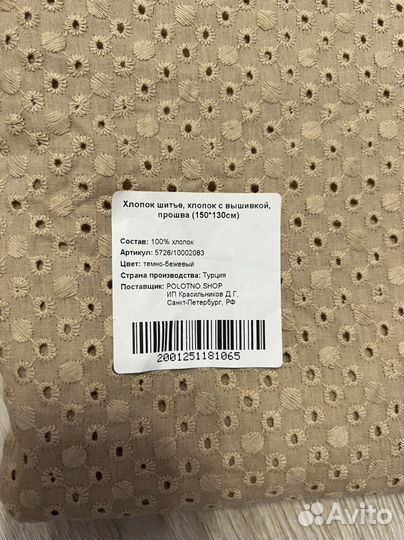 Хлопок шитье, хлопок с вышивкой,
прошва (150*130см)
Состав: 100% хлопок
Артикул: 5726/10002083
Цвет: темно-бежевый
Страна производства: Турция
Поставщик: POLOTNO.SHOP
ИП Красильников Д.Г,
Санкт-Петербург, РФ
2001251181065
Avito